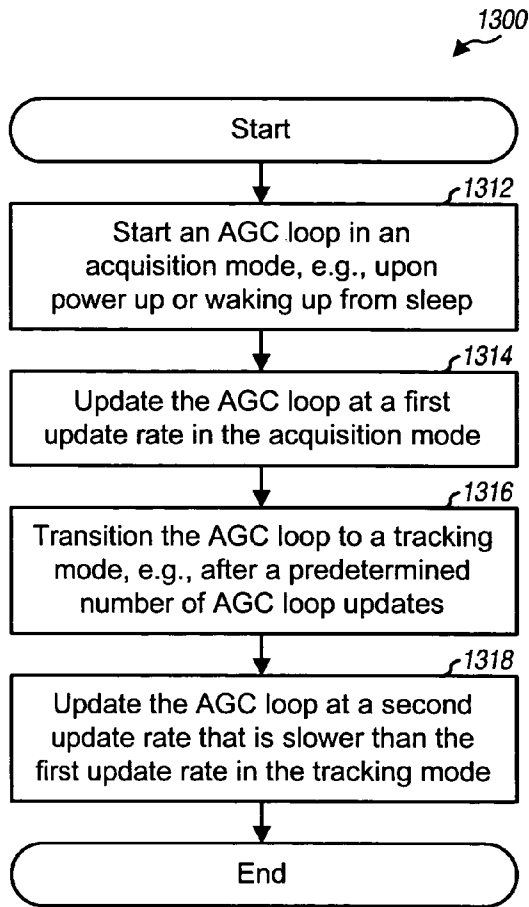 1300
Start
1312
Start an AGC loop in an
acquisition mode, e.g., upon
power up or waking up from sleep
1314
Update the AGC loop at a first
update rate in the acquisition mode
1316
Transition the AGC loop to a tracking
mode, e.g., after a predetermined
number of AGC loop updates
1318
Update the AGC loop at a second
update rate that is slower than the
first update rate in the tracking mode
End